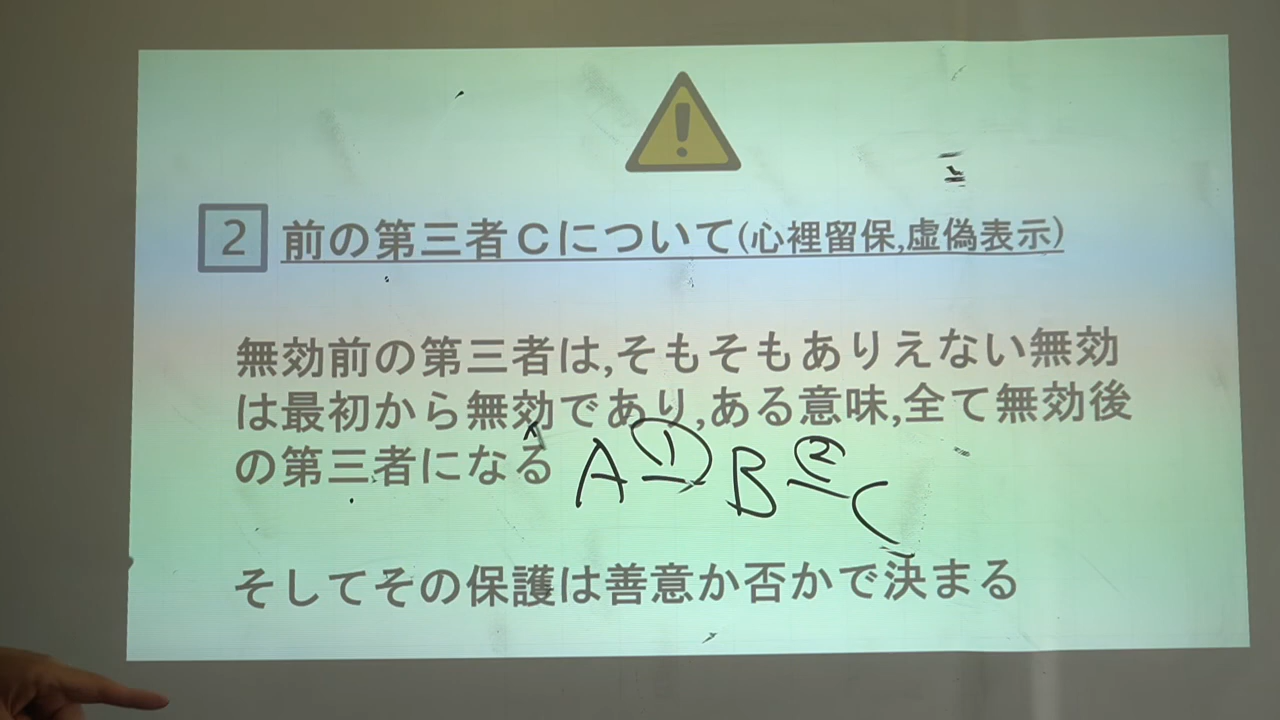 2 前の第三者Cについて(心裡留保,虚偽表示)
無効前の第三者は,そもそもありえない無効
は最初から無効であり,ある意味,全て無効後
の第三者になる
A ① B ② C
そしてその保護は善意か否かで決まる